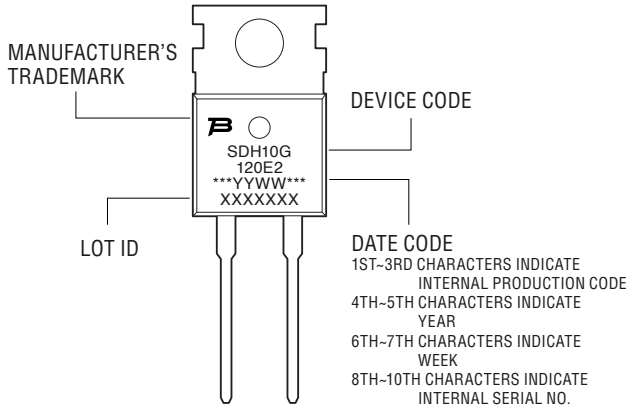 MANUFACTURER'S
TRADEMARK
DEVICE CODE
SDH10G
120E2
***YYWW***
XXXXXXX
LOT ID
DATE CODE
1ST~3RD CHARACTERS INDICATE
INTERNAL PRODUCTION CODE
4TH~5TH CHARACTERS INDICATE
YEAR
6TH~7TH CHARACTERS INDICATE
WEEK
8TH~10TH CHARACTERS INDICATE
INTERNAL SERIAL NO.